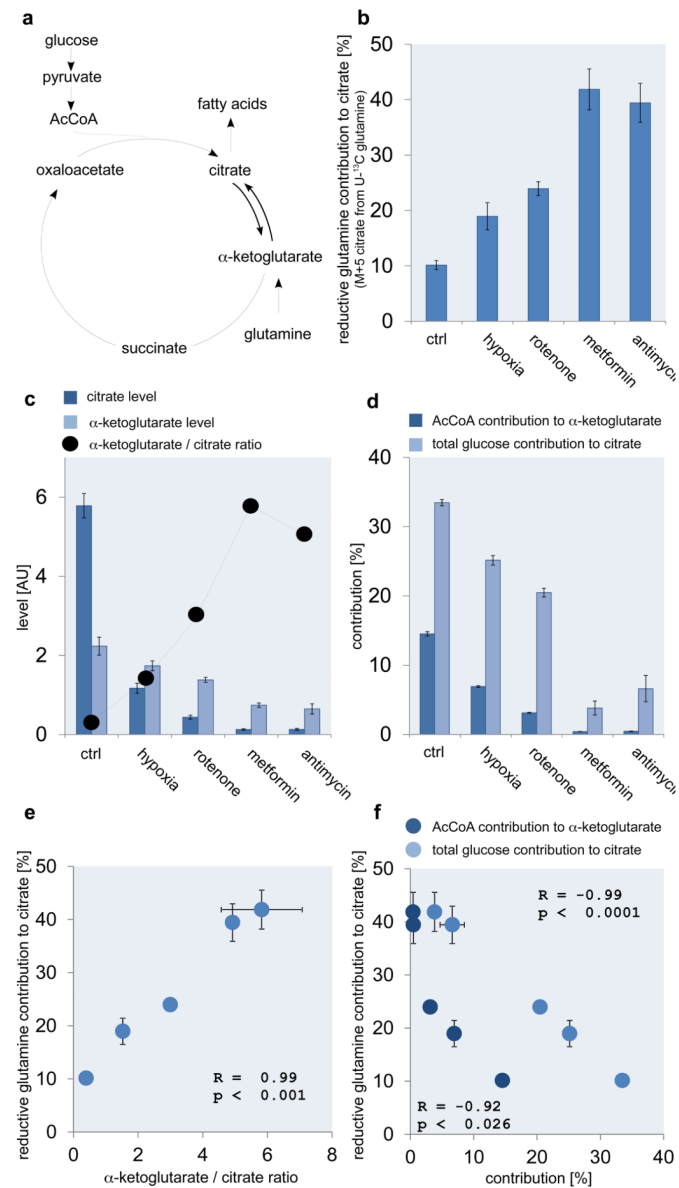 a
glucose
pyruvate
AcCoA
fatty acids
oxaloacetate
citrate
α-ketoglutarate
glutamine
succinate
b
reductive glutamine contribution to citrate [%]
(M+5 citrate from U-¹³C glutamine)
50
40
30
20
10
0
ctrl
hypoxia
rotenone
metformin
antimycin
c
citrate level
α-ketoglutarate level
α-ketoglutarate / citrate ratio
level [AU]
6
4
2
0
ctrl
hypoxia
rotenone
metformin
antimycin
d
AcCoA contribution to α-ketoglutarate
total glucose contribution to citrate
contribution [%]
40
30
20
10
0
ctrl
hypoxia
rotenone
metformin
antimycin
e
reductive glutamine contribution to citrate [%]
50
40
30
20
10
0
R = 0.99
p < 0.001
0 2 4 6 8
α-ketoglutarate / citrate ratio
f
AcCoA contribution to α-ketoglutarate
total glucose contribution to citrate
reductive glutamine contribution to citrate [%]
50
40
30
20
10
0
R = -0.99
p < 0.0001
R = -0.92
p < 0.026
0 10 20 30 40
contribution [%]